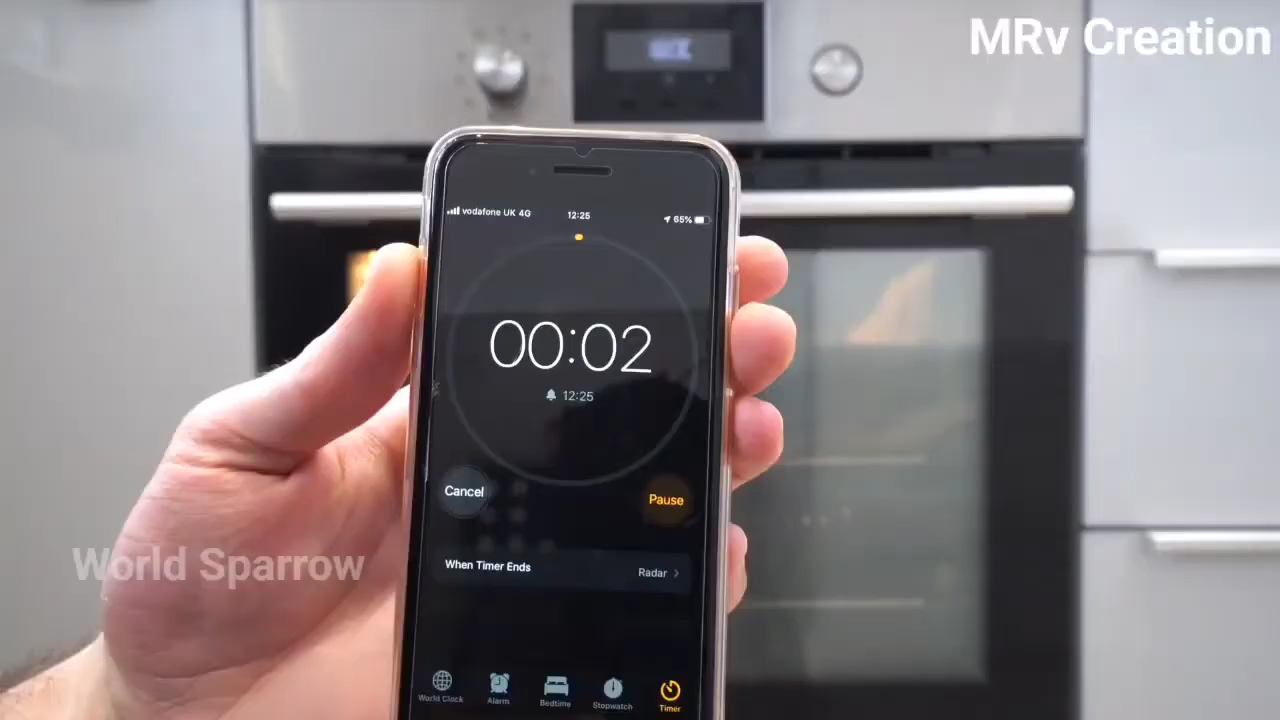 MRv Creation
vodafone UK 4G 12:25 65%
00:02
12:25
Cancel Pause
World Sparrow
When Timer Ends Radar
World Clock Alarm Bedtime Stopwatch Timer